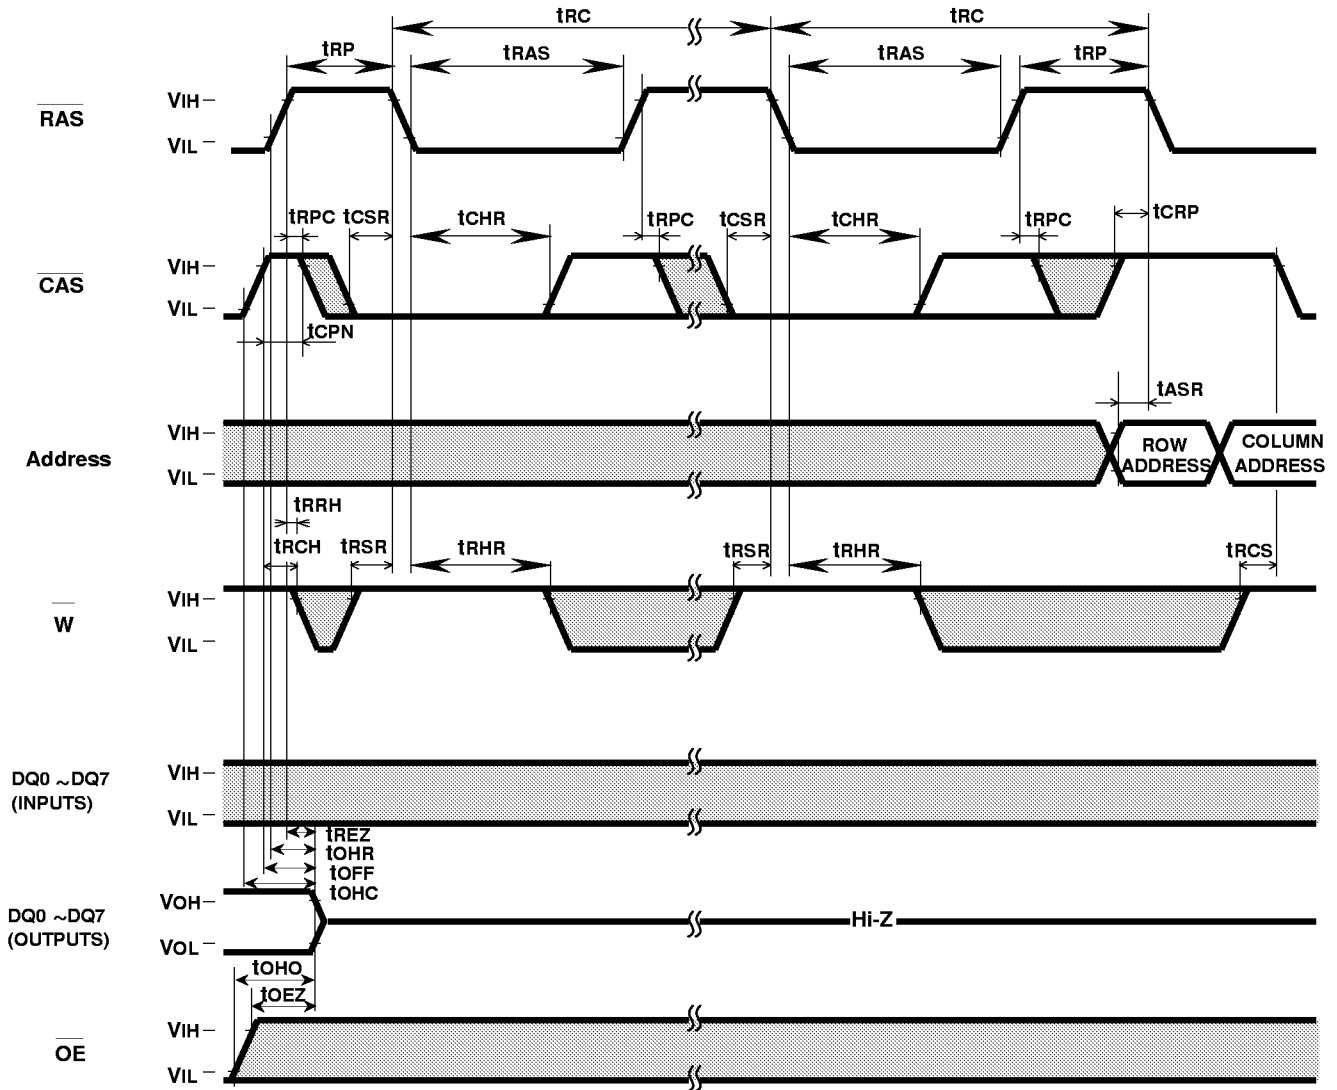 tRC tRC
tRP tRAS tRAS tRP
RAS VIH
VIL
tRPC tCSR tCHR tRPC tCSR tCHR tRPC tCRP
CAS VIH
VIL
tCPN
tASR
Address VIH
VIL
ROW ADDRESS
COLUMN ADDRESS
tRRH
tRCH tRSR tRHR tRSR tRHR tRCS
W VIH
VIL
DQ0 ~DQ7
(INPUTS)
VIH
VIL
tREZ
tOHR
tOFF
tOHC
DQ0 ~DQ7
(OUTPUTS)
VOH
VOL
Hi-Z
tOHO
tOEZ
OE VIH
VIL